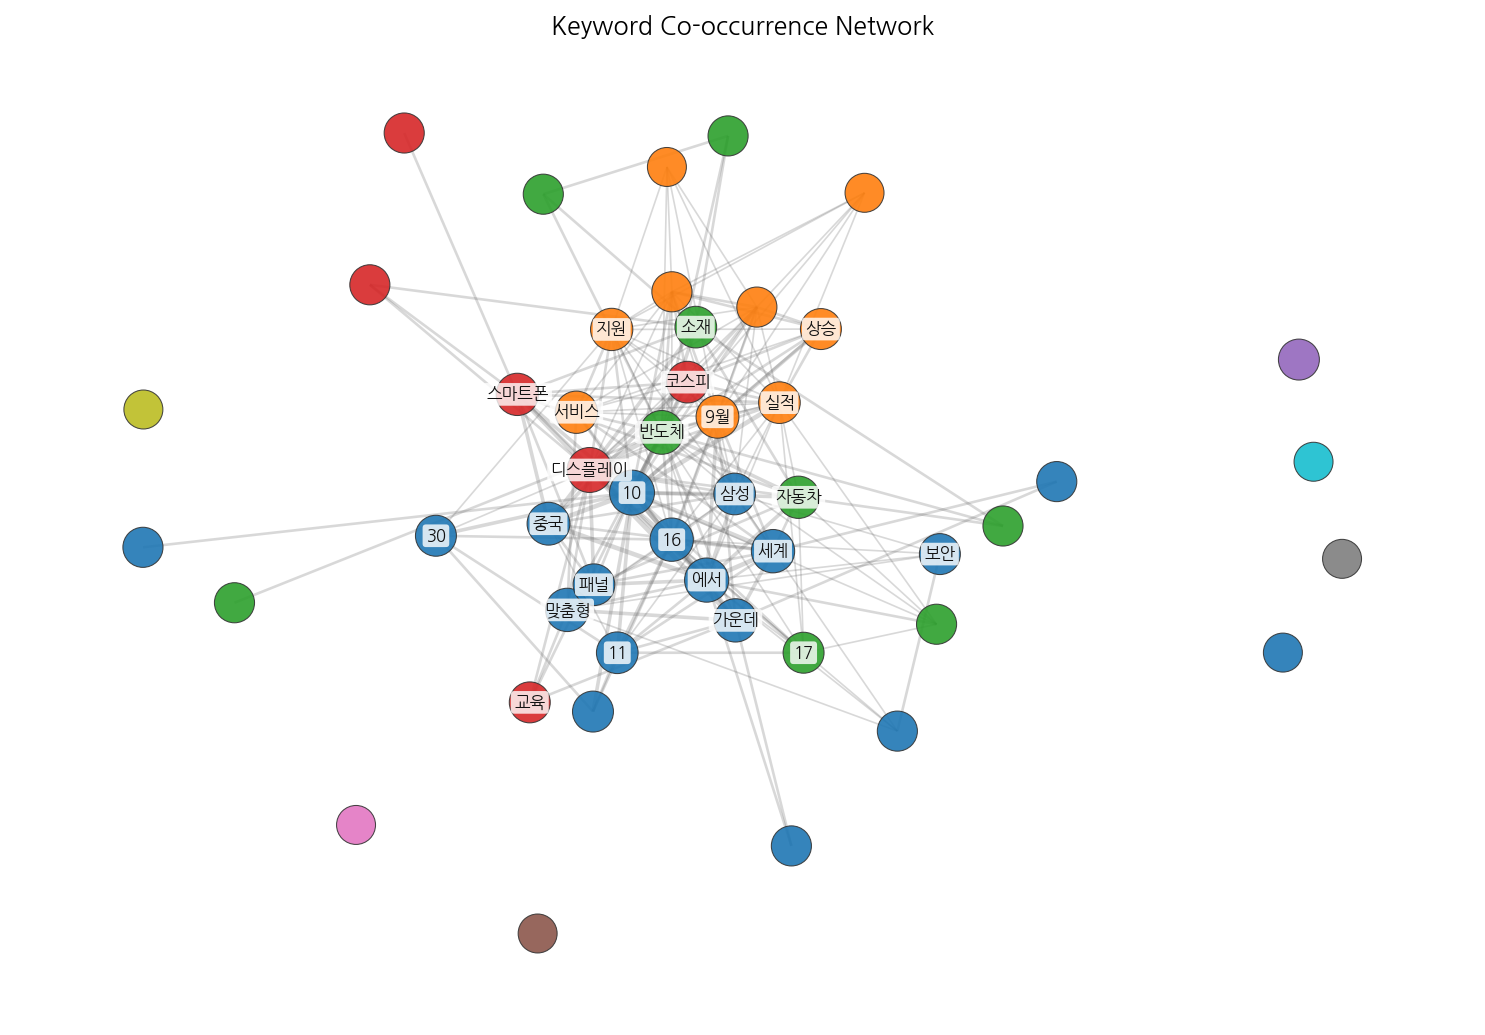 Keyword Co-occurrence Network
지원
소재
상승
코스피
스마트폰
서비스
9월
실적
반도체
디스플레이
10
삼성
자동차
중국
30
16
세계
보안
패널
에서
맞춤형
가운데
11
17
교육